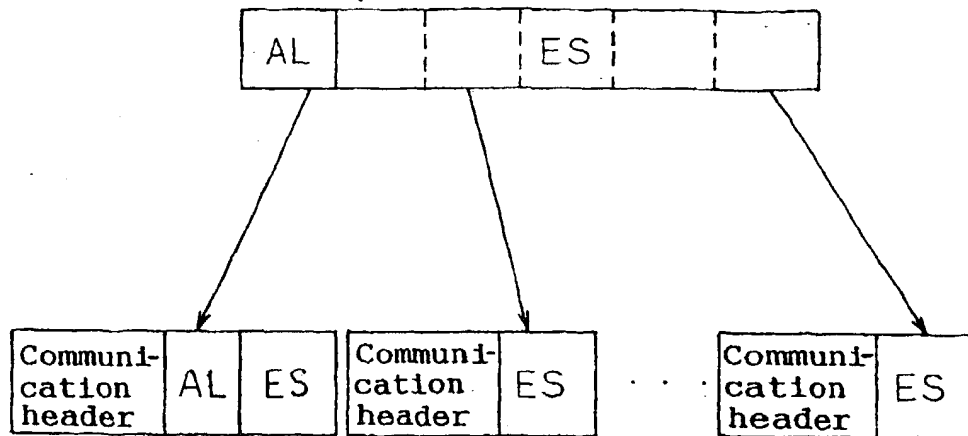 AL ES
Communi-
cation
header
AL ES
Communi-
cation
header
ES
Communi-
cation
header
ES